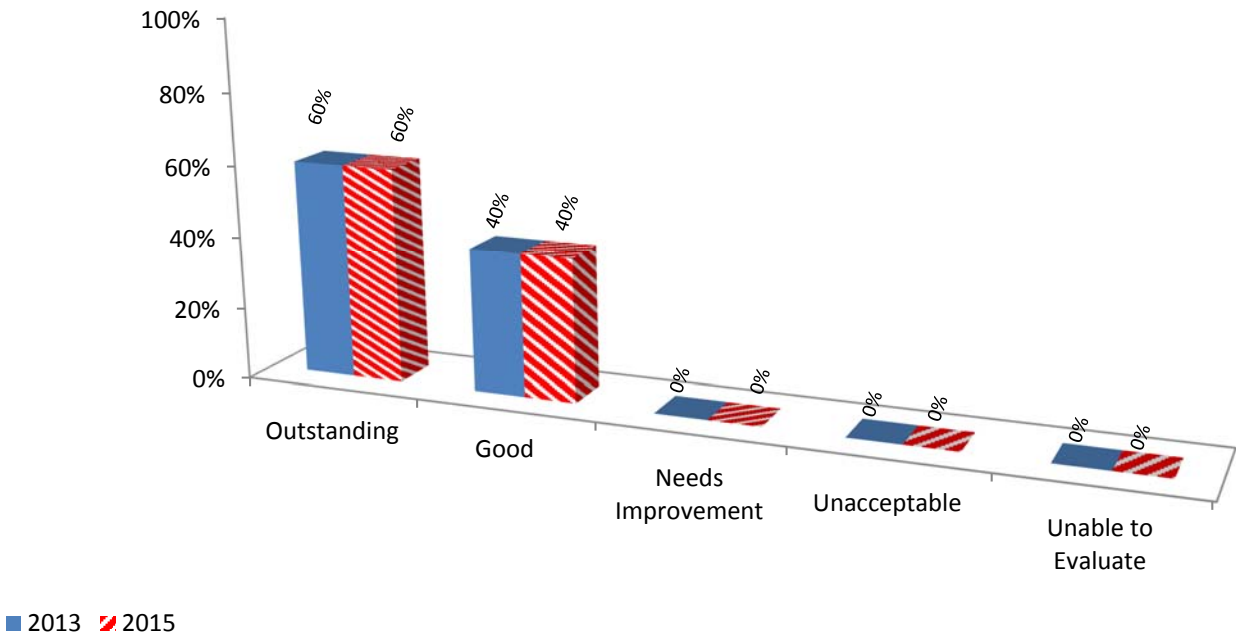 100%
80%
60%
40%
20%
0%
60%
60%
40%
40%
0%
0%
0%
0%
0%
0%
Outstanding
Good
Needs
Improvement
Unacceptable
Unable to
Evaluate
2013 2015